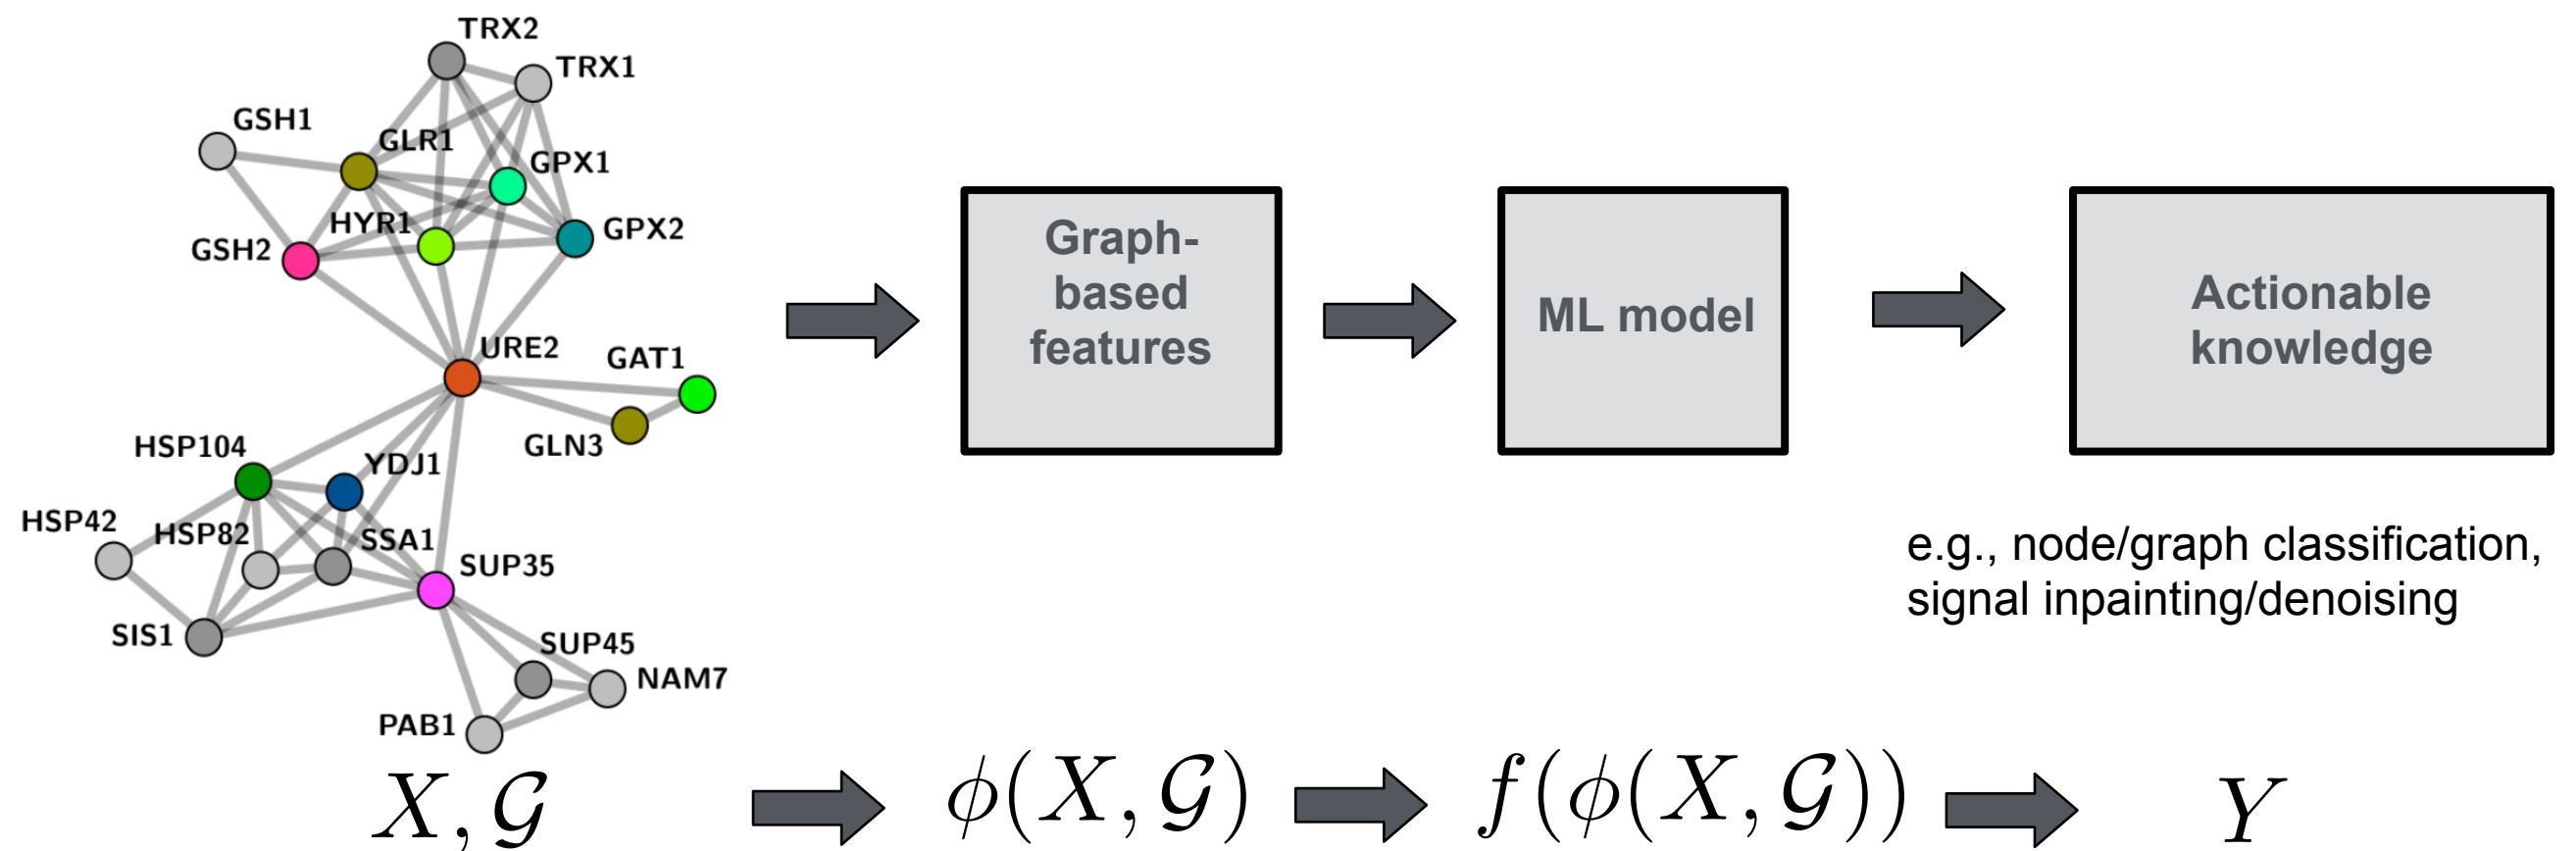 TRX2
TRX1
GSH1
GLR1
GPX1
HYR1
GPX2
GSH2
URE2
GAT1
GLN3
HSP104
YDJ1
HSP42
HSP82
SSA1
SUP35
SIS1
SUP45
NAM7
PAB1
Graph-
based
features
ML model
Actionable
knowledge
e.g., node/graph classification,
signal inpainting/denoising
X, 𝒢
ϕ(X, 𝒢)
f(ϕ(X, 𝒢))
Y